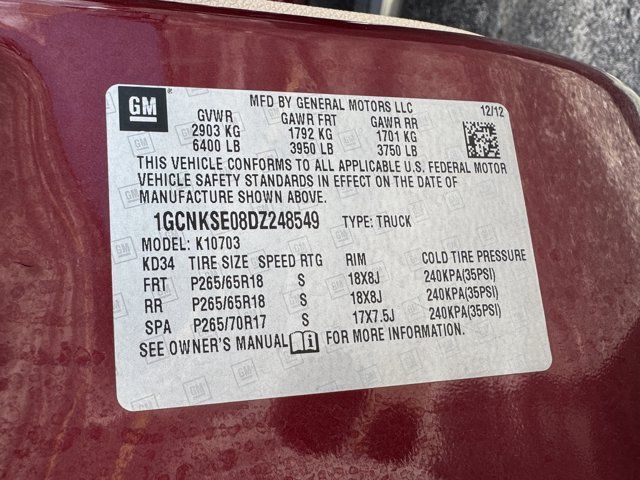 GM
MFD BY GENERAL MOTORS LLC 12/12
GVWR GAWR FRT GAWR RR
2903 KG 1792 KG 1701 KG
6400 LB 3950 LB 3750 LB
THIS VEHICLE CONFORMS TO ALL APPLICABLE U.S. FEDERAL MOTOR
VEHICLE SAFETY STANDARDS IN EFFECT ON THE DATE OF
MANUFACTURE SHOWN ABOVE.
1GCNKSE08DZ248549 TYPE: TRUCK
MODEL: K10703
KD34 TIRE SIZE SPEED RTG RIM COLD TIRE PRESSURE
FRT P265/65R18 S 18X8J 240KPA(35PSI)
RR P265/65R18 S 18X8J 240KPA(35PSI)
SPA P265/70R17 S 17X7.5J 240KPA(35PSI)
SEE OWNER'S MANUAL FOR MORE INFORMATION.